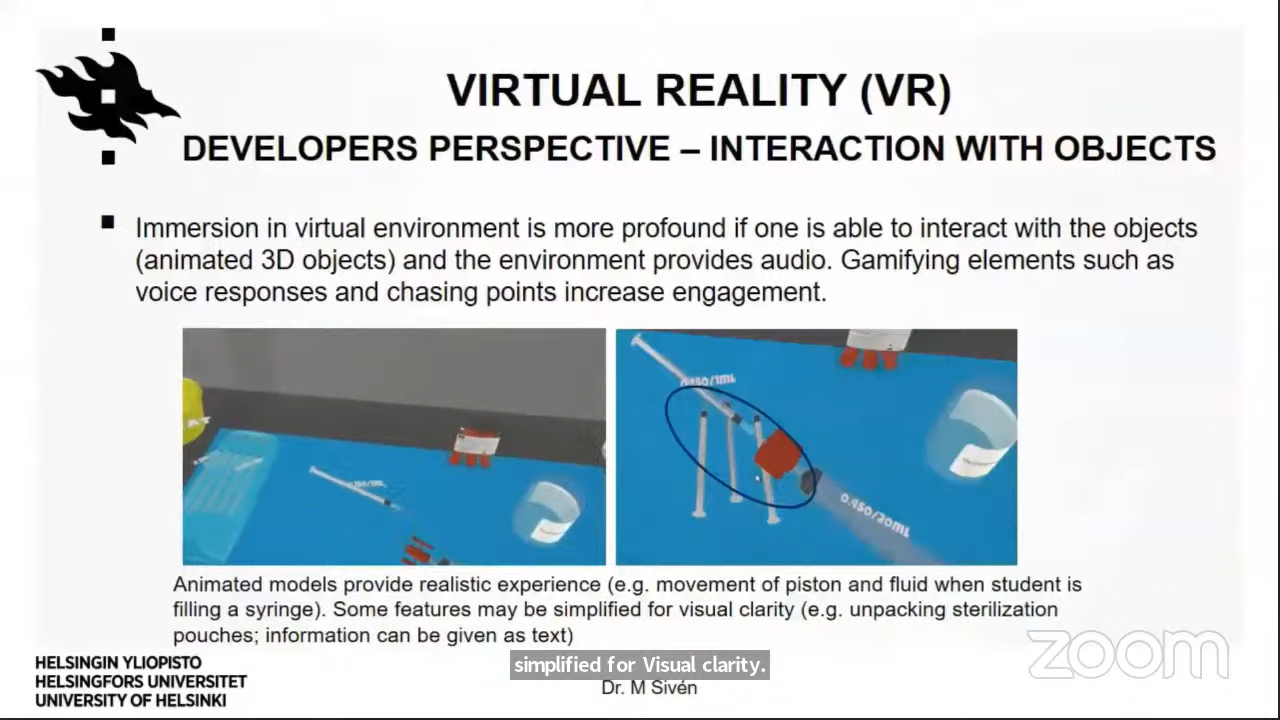 VIRTUAL REALITY (VR)
DEVELOPERS PERSPECTIVE – INTERACTION WITH OBJECTS
Immersion in virtual environment is more profound if one is able to interact with the objects
(animated 3D objects) and the environment provides audio. Gamifying elements such as
voice responses and chasing points increase engagement.
0.450/1mL
0.450/20mL
Animated models provide realistic experience (e.g. movement of piston and fluid when student is
filling a syringe). Some features may be simplified for visual clarity (e.g. unpacking sterilization
pouches; information can be given as text)
zoom
simplified for Visual clarity.
HELSINGIN YLIOPISTO
HELSINGFORS UNIVERSITET
UNIVERSITY OF HELSINKI
Dr. M Sivén